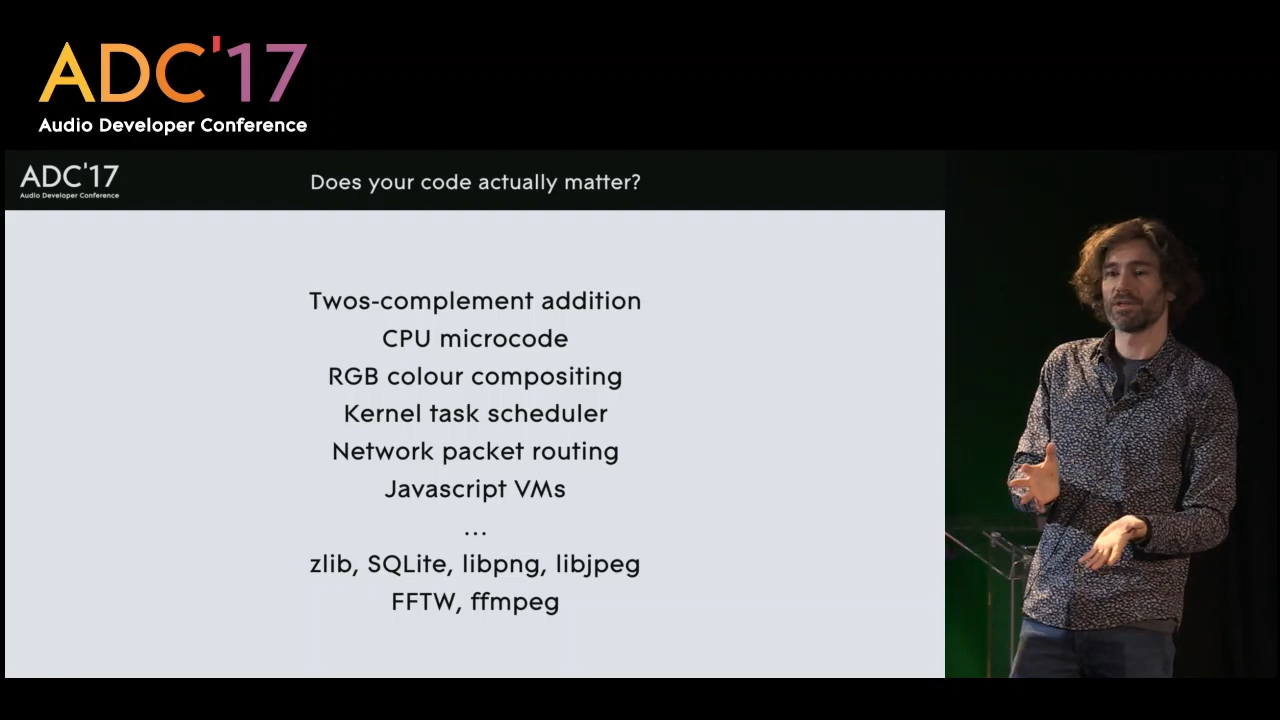 ADC'17
Audio Developer Conference
ADC'17
Audio Developer Conference
Does your code actually matter?
Twos-complement addition
CPU microcode
RGB colour compositing
Kernel task scheduler
Network packet routing
Javascript VMs
...
zlib, SQLite, libpng, libjpeg
FFTW, ffmpeg